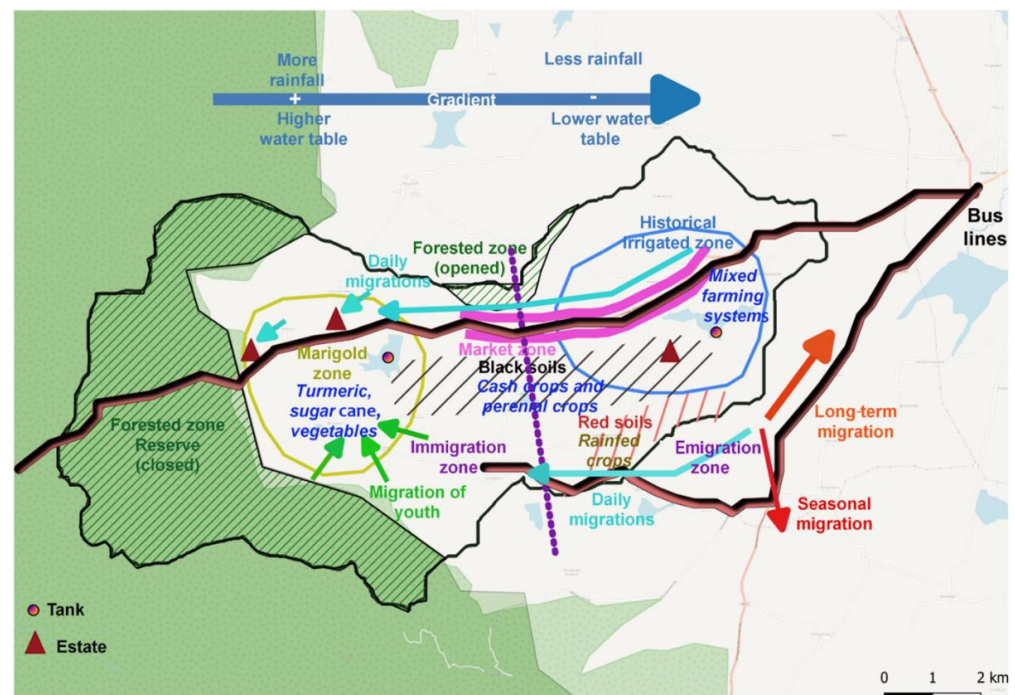 More
rainfall
Less rainfall
+
Gradient
-
Higher
water table
Lower water
table
Bus
lines
Historical
Irrigated zone
Forested zone
(opened)
Daily
migrations
Mixed
farming
systems
Marigold
zone
Market zone
Black soils
Cash crops and
perenial crops
Turmeric,
sugar cane,
vegetables
Forested zone
Reserve
(closed)
Red soils
Rainfed
crops
Immigration
zone
Emigration
zone
Long-term
migration
Migration of
youth
Daily
migrations
Seasonal
migration
Tank
Estate
0 1 2 km